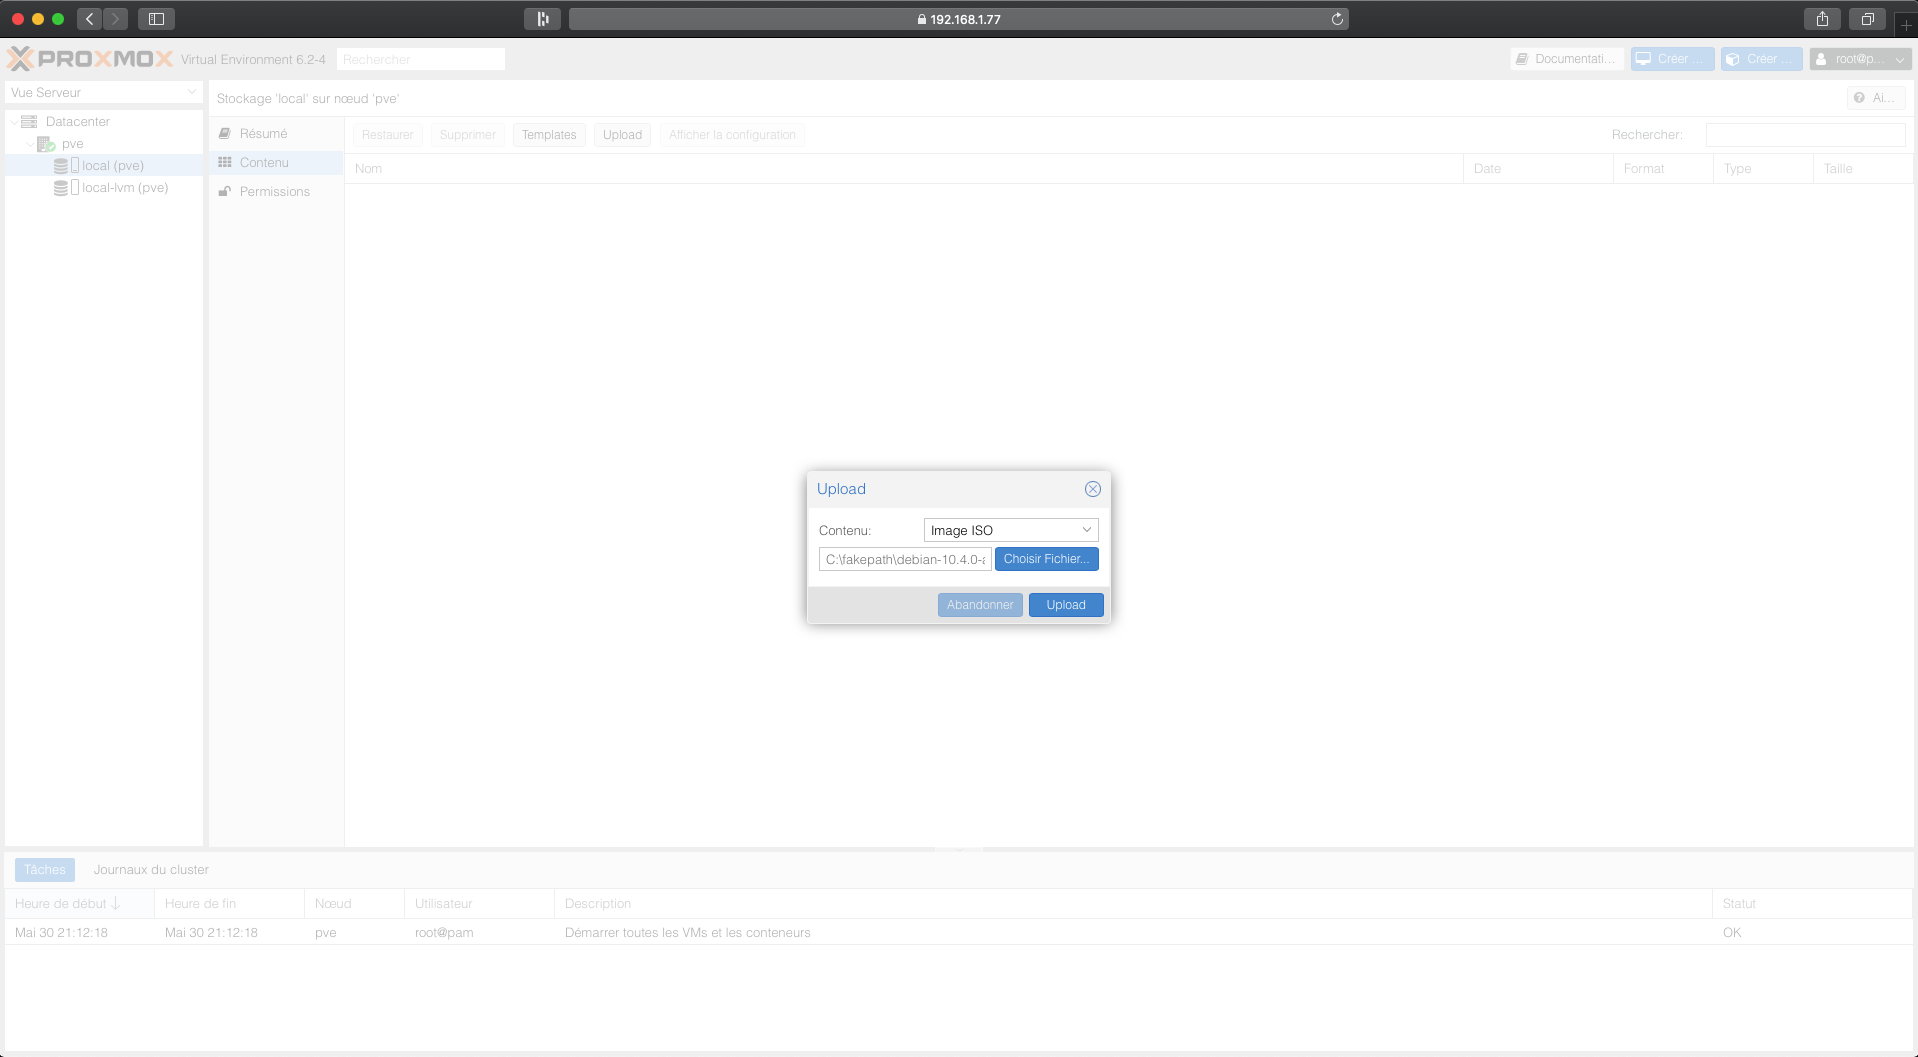 192.168.1.77
PROXMOX Virtual Environment 6.2-4 Rechercher Documentati... Créer ... Créer ... root@p...
Vue Serveur
Stockage 'local' sur nœud 'pve' Ai...
Datacenter
pve
local (pve)
local-lvm (pve)
Résumé
Contenu
Permissions
Restaurer Supprimer Templates Upload Afficher la configuration Rechercher:
Nom Date Format Type Taille
Upload
Contenu: Image ISO
C:\fakepath\debian-10.4.0- Choisir Fichier...
Abandonner Upload
Tâches Journaux du cluster
Heure de début Heure de fin Nœud Utilisateur Description Statut
Mai 30 21:12:18 Mai 30 21:12:18 pve root@pam Démarrer toutes les VMs et les conteneurs OK